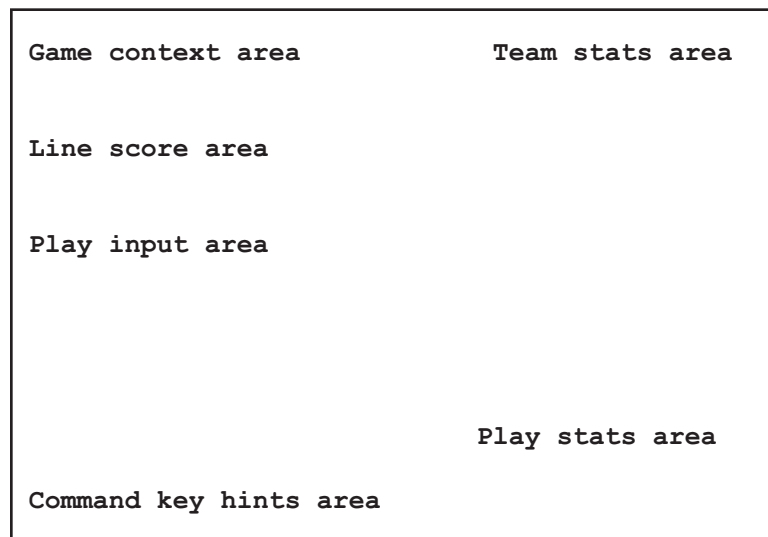 Game context area Team stats area
Line score area
Play input area
Play stats area
Command key hints area